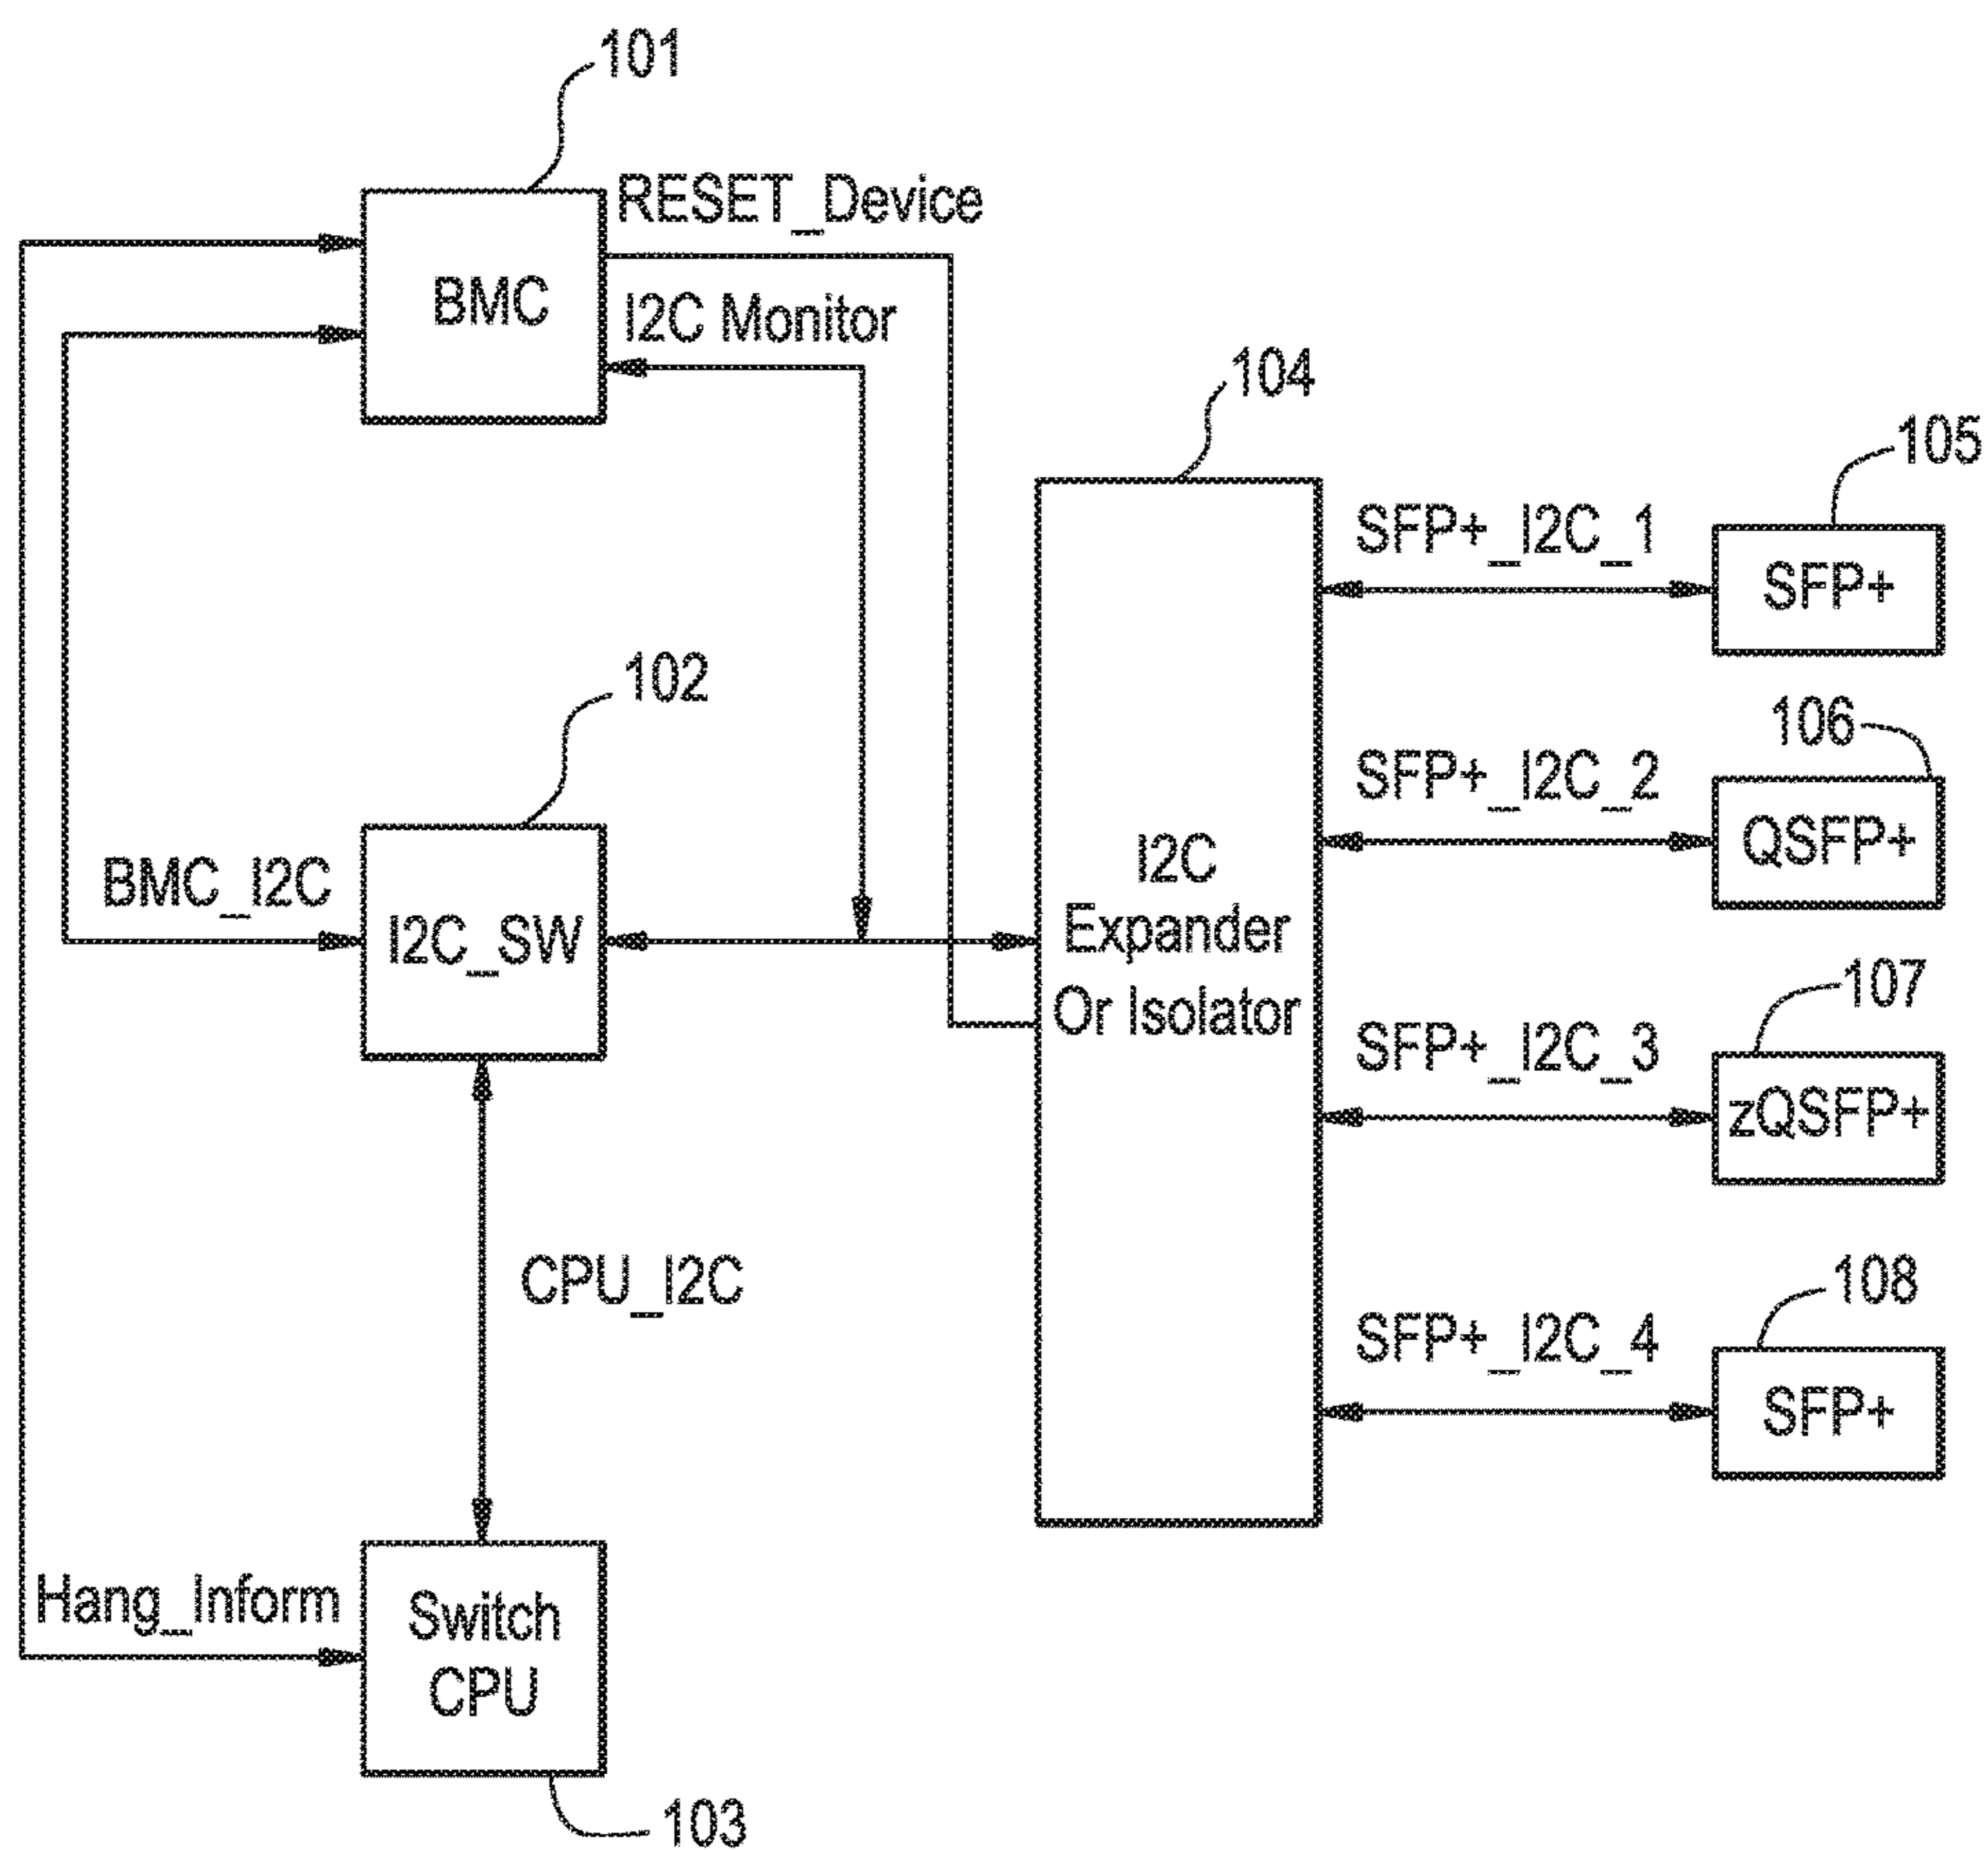 101
RESET_Device
BMC
I2C Monitor
104
105
SFP+_I2C_1
SFP+
102
106
SFP+_I2C_2
QSFP+
BMC_I2C
I2C_SW
I2C
Expander
Or Isolator
107
SFP+_I2C_3
zQSFP+
CPU_I2C
108
SFP+_I2C_4
SFP+
Hang_Inform
Switch
CPU
103